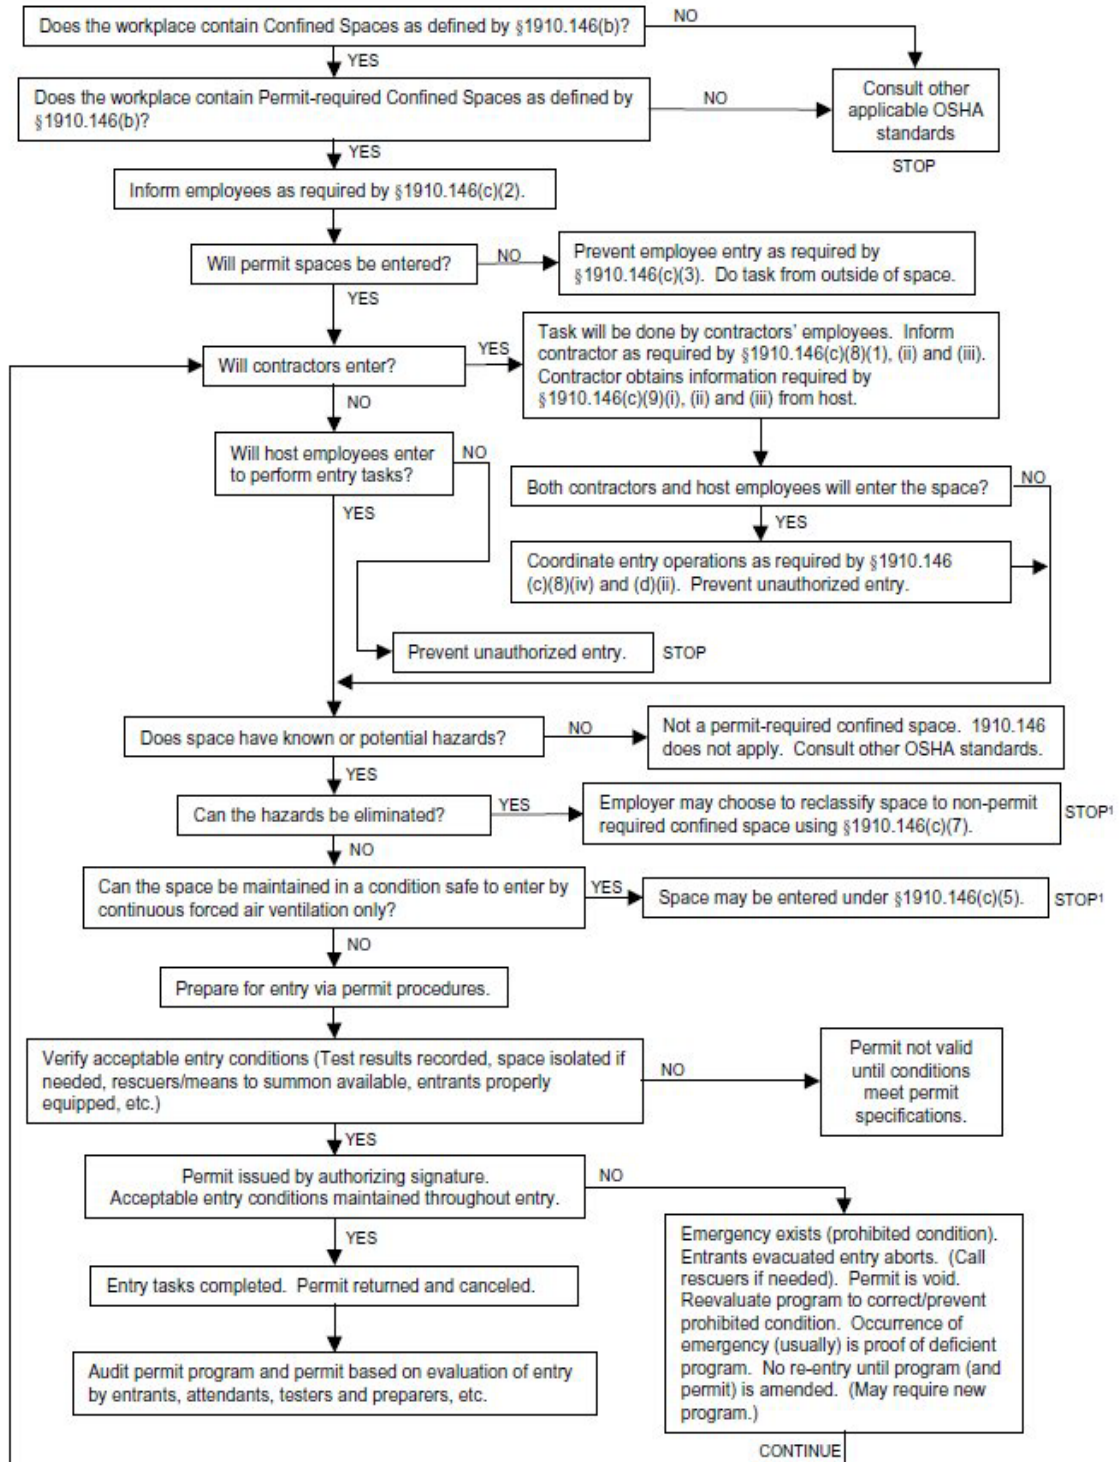 Does the workplace contain Confined Spaces as defined by §1910.146(b)?
NO
YES
Does the workplace contain Permit-required Confined Spaces as defined by
§1910.146(b)?
NO
Consult other
applicable OSHA
standards
STOP
YES
Inform employees as required by §1910.146(c)(2).
Will permit spaces be entered?
NO
Prevent employee entry as required by
§1910.146(c)(3). Do task from outside of space.
YES
Will contractors enter?
YES
Task will be done by contractors' employees. Inform
contractor as required by §1910.146(c)(8)(1), (ii) and (iii).
Contractor obtains information required by
§1910.146(c)(9)(i), (ii) and (iii) from host.
NO
Will host employees enter
to perform entry tasks?
NO
Both contractors and host employees will enter the space?
NO
YES
YES
Coordinate entry operations as required by §1910.146
(c)(8)(iv) and (d)(ii). Prevent unauthorized entry.
Prevent unauthorized entry.
STOP
Does space have known or potential hazards?
NO
Not a permit-required confined space. 1910.146
does not apply. Consult other OSHA standards.
YES
Can the hazards be eliminated?
YES
Employer may choose to reclassify space to non-permit
required confined space using §1910.146(c)(7).
STOP¹
NO
Can the space be maintained in a condition safe to enter by
continuous forced air ventilation only?
YES
Space may be entered under §1910.146(c)(5).
STOP¹
NO
Prepare for entry via permit procedures.
Verify acceptable entry conditions (Test results recorded, space isolated if
needed, rescuers/means to summon available, entrants properly
equipped, etc.)
NO
Permit not valid
until conditions
meet permit
specifications.
YES
Permit issued by authorizing signature.
Acceptable entry conditions maintained throughout entry.
NO
YES
Emergency exists (prohibited condition).
Entrants evacuated entry aborts. (Call
rescuers if needed). Permit is void.
Reevaluate program to correct/prevent
prohibited condition. Occurrence of
emergency (usually) is proof of deficient
program. No re-entry until program (and
permit) is amended. (May require new
program.)
Entry tasks completed. Permit returned and canceled.
Audit permit program and permit based on evaluation of entry
by entrants, attendants, testers and preparers, etc.
CONTINUE